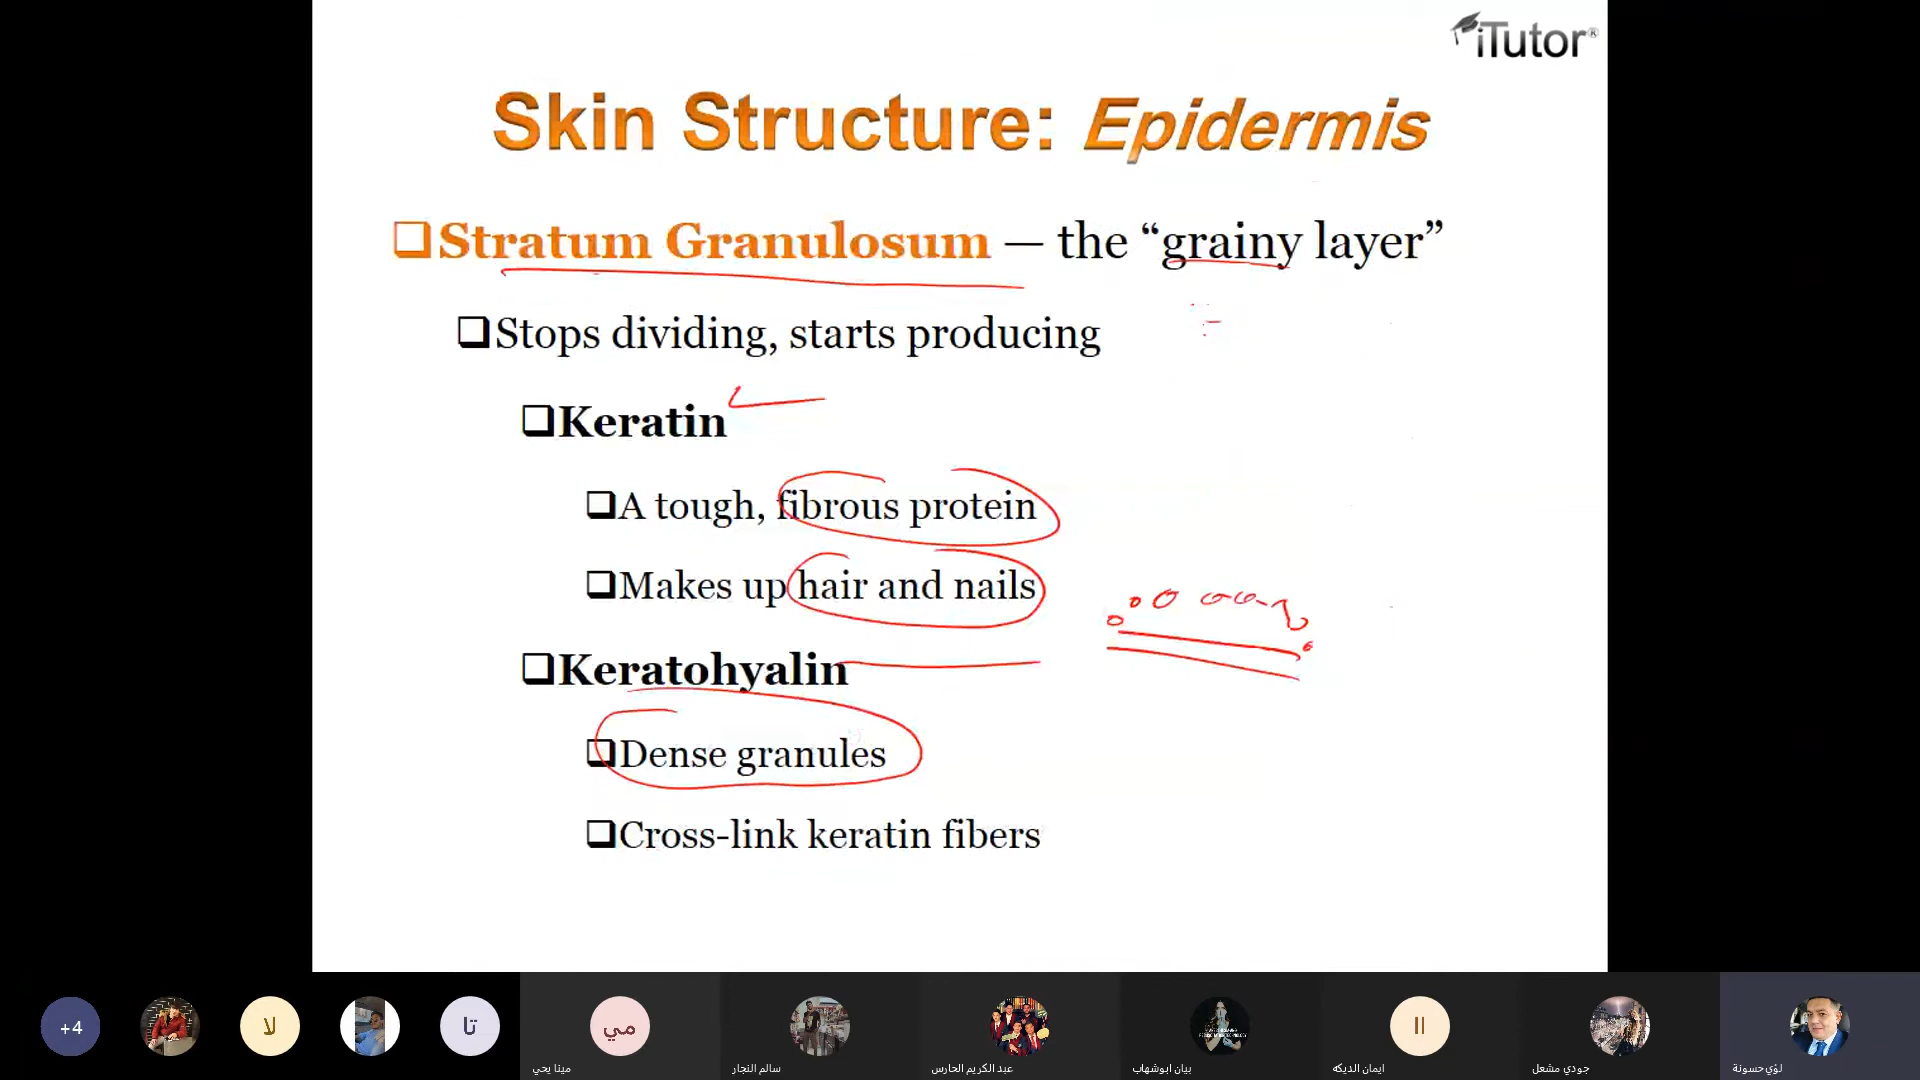 iTutor®
Skin Structure: Epidermis
Stratum Granulosum — the “grainy layer”
Stops dividing, starts producing
Keratin
A tough, fibrous protein
Makes up hair and nails
Keratohyalin
Dense granules
Cross-link keratin fibers
+4
لا
تا
مي
اا
مينا يحي
سالم النجار
عبد الكريم الحارس
بيان ابوشهاب
ايمان الديكه
جودي مشعل
لؤي حسونة